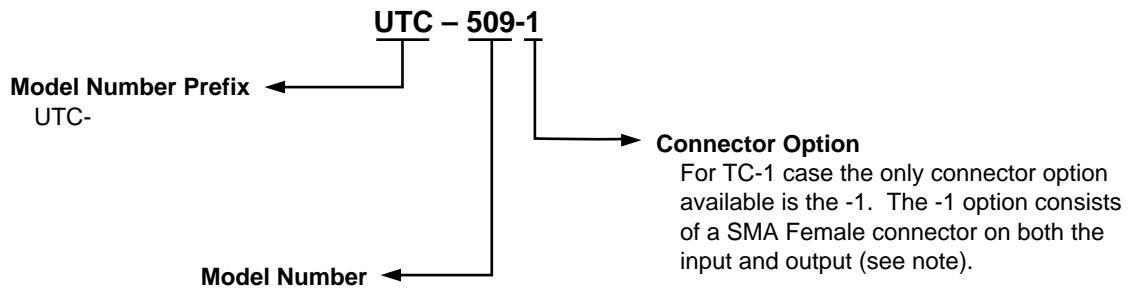 UTC – 509-1
Model Number Prefix
UTC-
Connector Option
For TC-1 case the only connector option
available is the -1. The -1 option consists
of a SMA Female connector on both the
input and output (see note).
Model Number